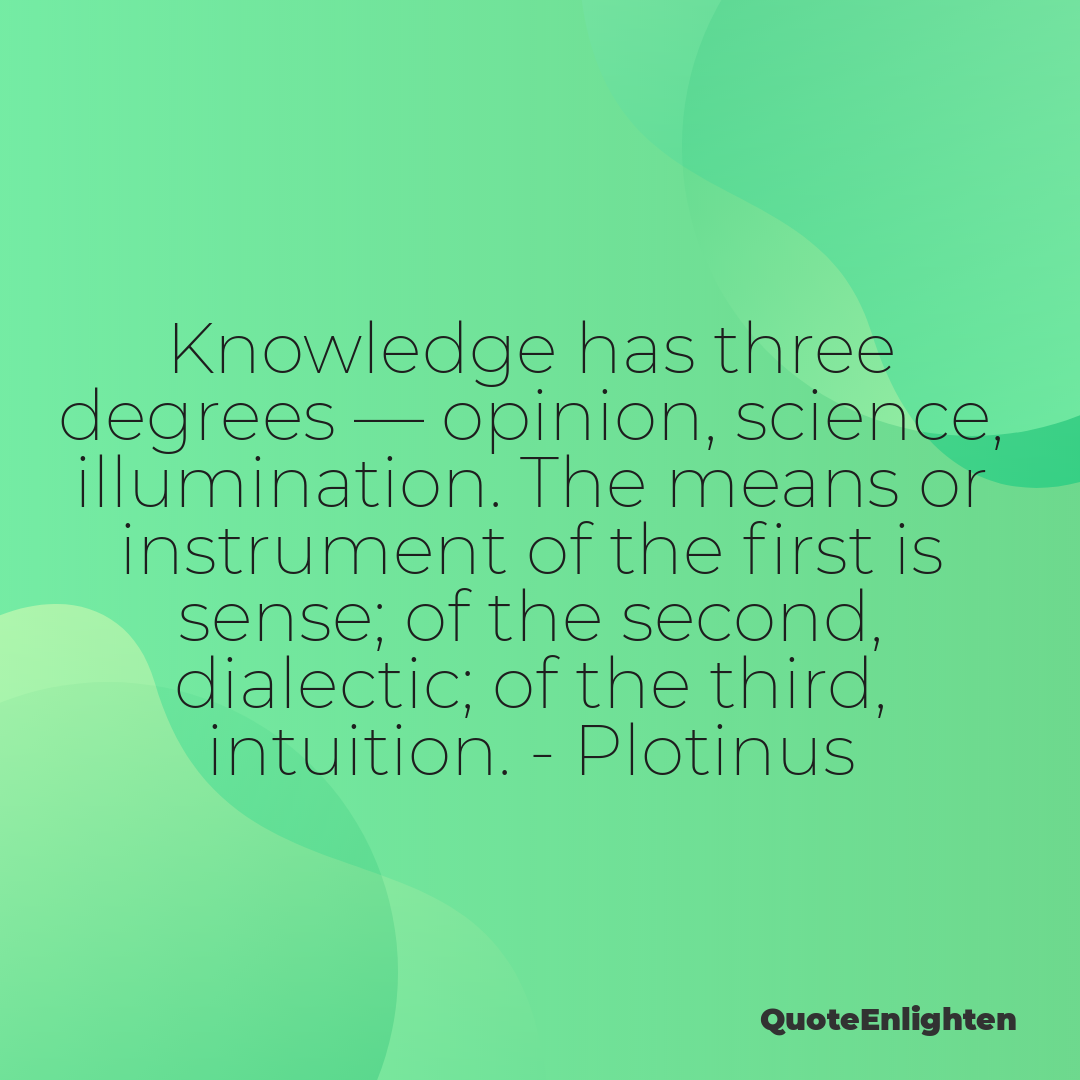 Knowledge has three
degrees — opinion, science,
illumination. The means or
instrument of the first is
sense; of the second,
dialectic; of the third,
intuition. - Plotinus
QuoteEnlighten